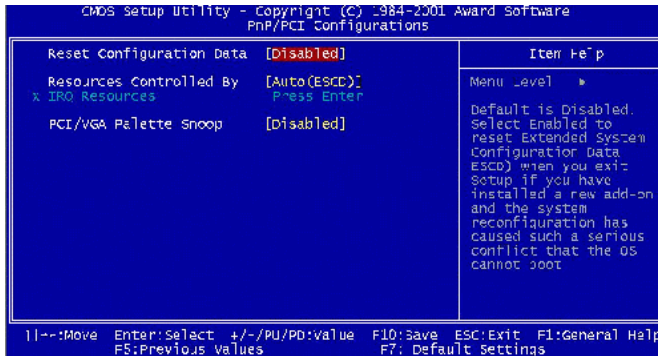 CMOS Setup Utility - Copyright (C) 1984-2001 Award Software
PnP/PCI Configurations
Reset Configuration Data [Disabled]
Resources Controlled By [Auto(ESCD)]
x IRQ Resources Press Enter
PCI/VGA Palette Snoop [Disabled]
Item Help
Menu Level ▶
Default is Disabled.
Select Enabled to
reset Extended System
Configuration Data
ESCD) when you exit
Setup if you have
installed a new add-on
and the system
reconfiguration has
caused such a serious
conflict that the OS
cannot boot
:Move Enter:Select +/-/PU/PD:Value F10:Save ESC:Exit F1:General Help
F5:Previous Values F7: Default Settings